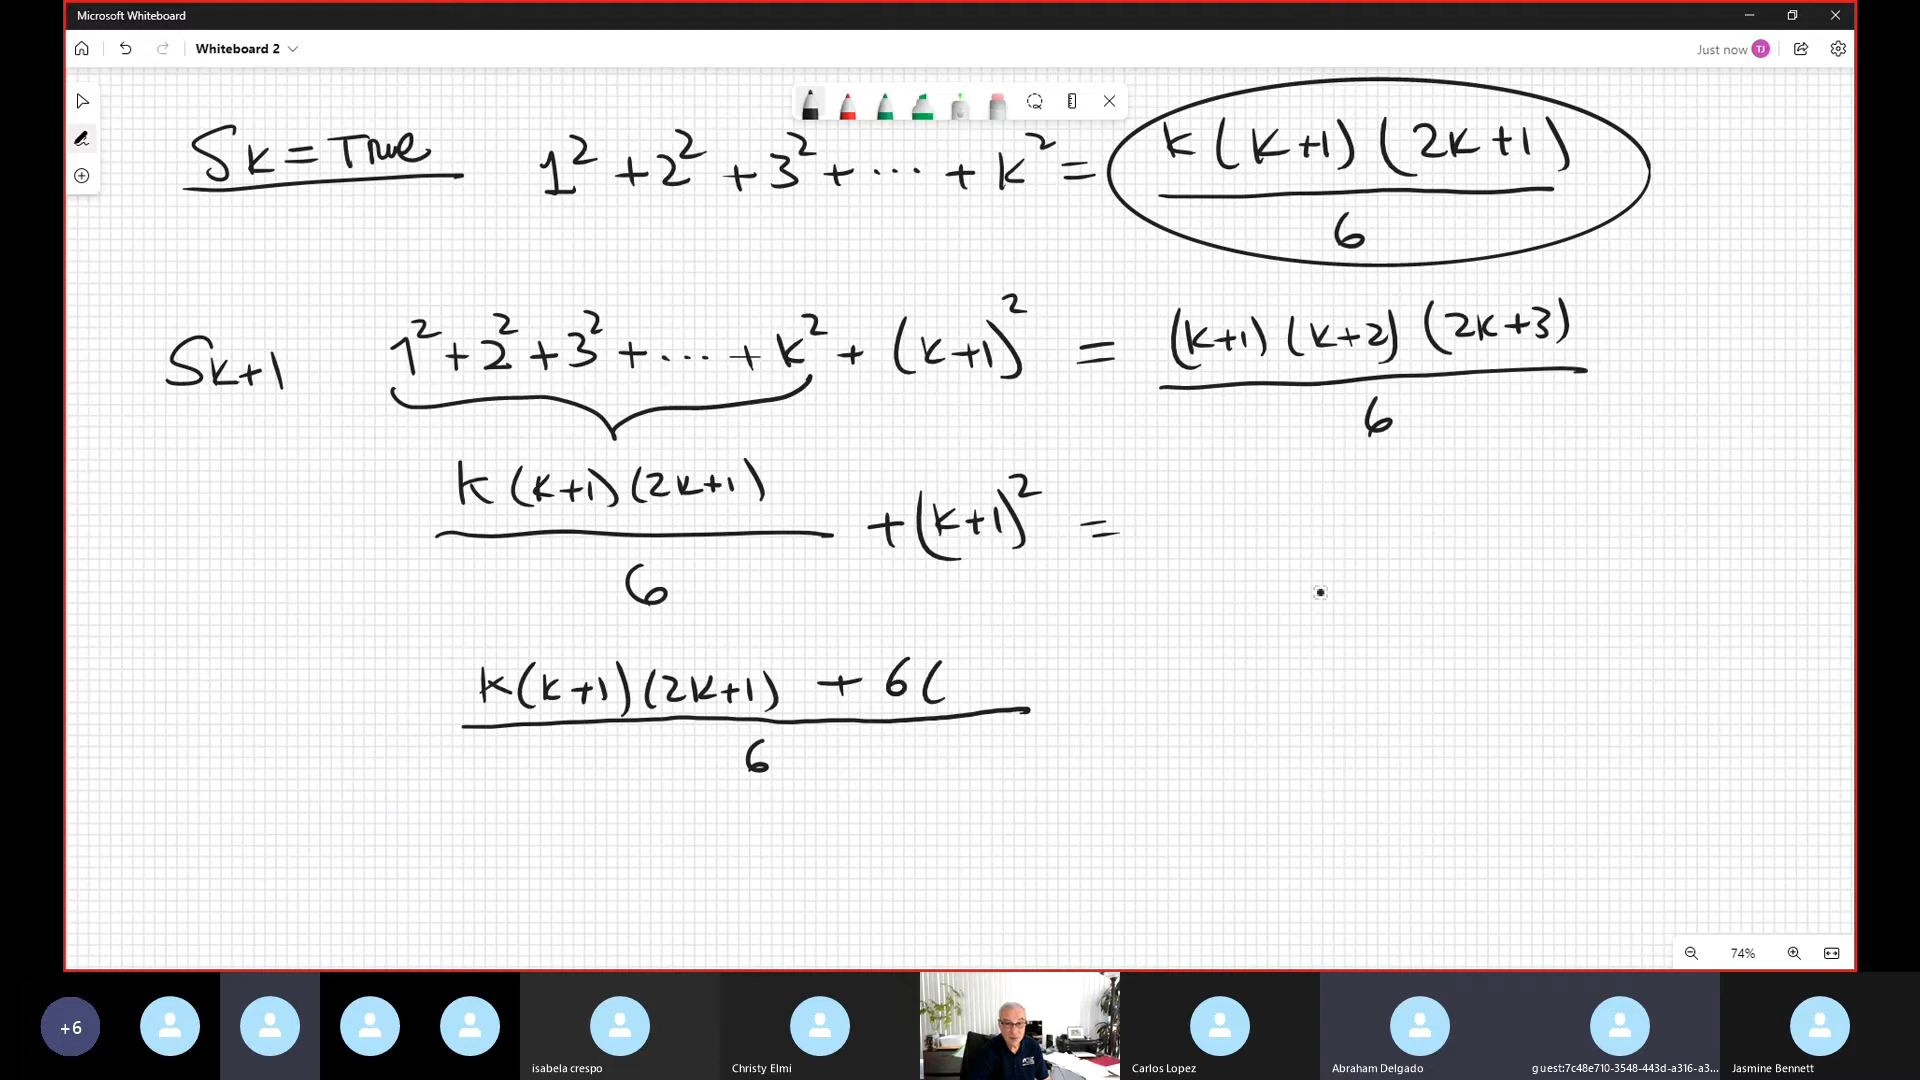 Microsoft Whiteboard
Whiteboard 2
Just now TJ
Sk = True 1² + 2² + 3² + ... + k² = k(k+1)(2k+1)
6
Sk+1 1² + 2² + 3² + ... + k² + (k+1)² = (k+1)(k+2)(2k+3)
6
k(k+1)(2k+1) + (k+1)² =
6
k(k+1)(2k+1) + 6(
6
74%
+6
isabela crespo
Christy Elmi
Carlos Lopez
Abraham Delgado
guest:7c48e710-3548-443d-a316-a3...
Jasmine Bennett